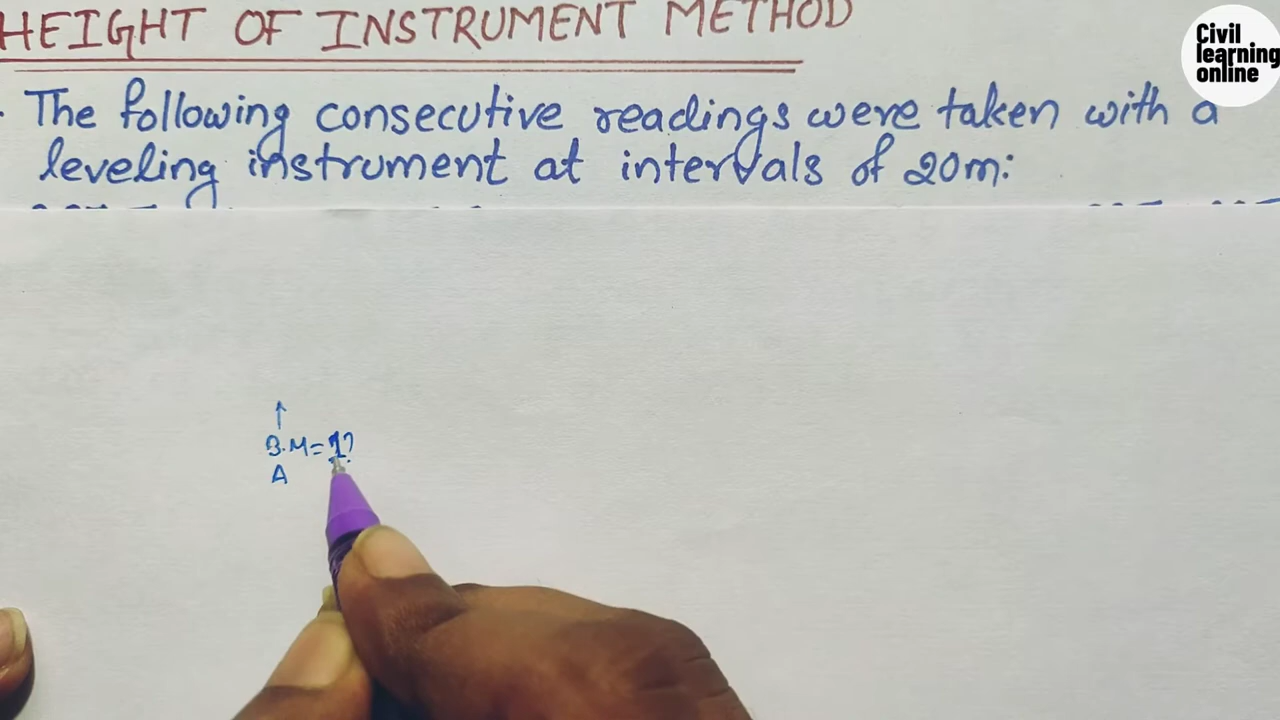 HEIGHT OF INSTRUMENT METHOD
Civil
learning
online
The following consecutive readings were taken with a
leveling instrument at intervals of 20m:
B.M=
A